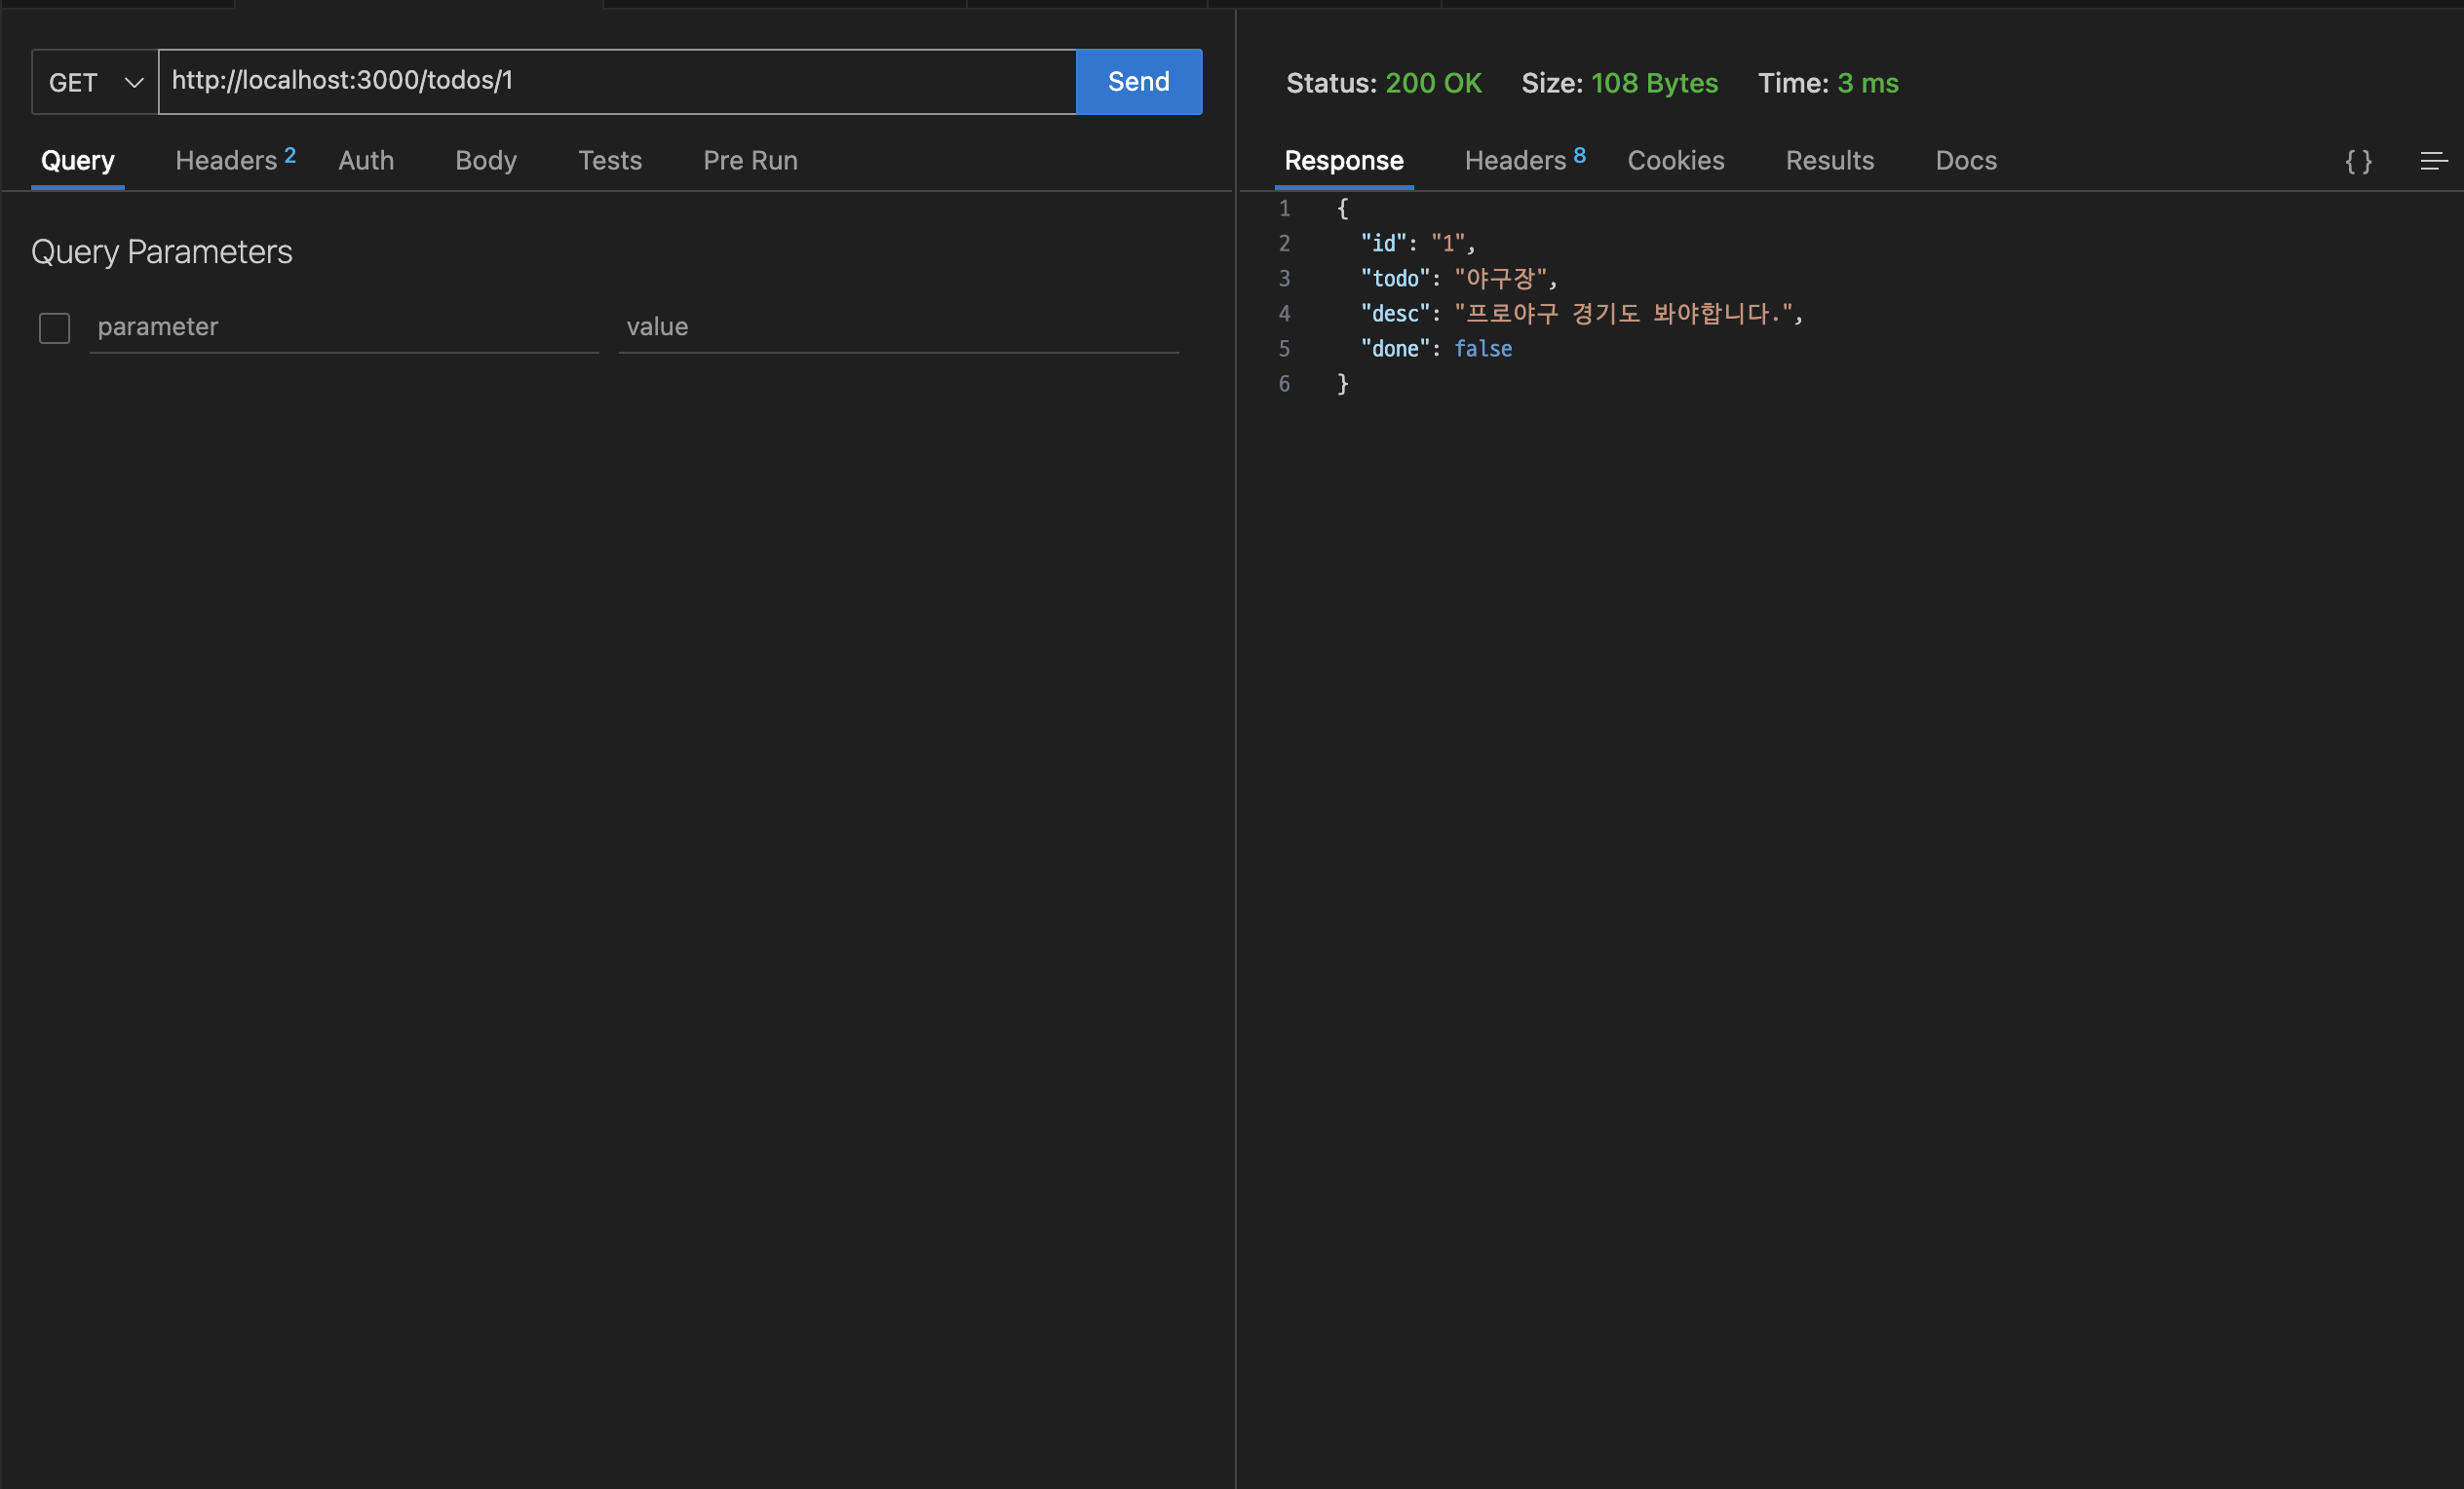 GET http://localhost:3000/todos/1 Send
Query Headers 2 Auth Body Tests Pre Run
Query Parameters
parameter value
Status: 200 OK Size: 108 Bytes Time: 3 ms
Response Headers 8 Cookies Results Docs { }
1 {
2 "id": "1",
3 "todo": "야구장",
4 "desc": "프로야구 경기도 봐야합니다.",
5 "done": false
6 }